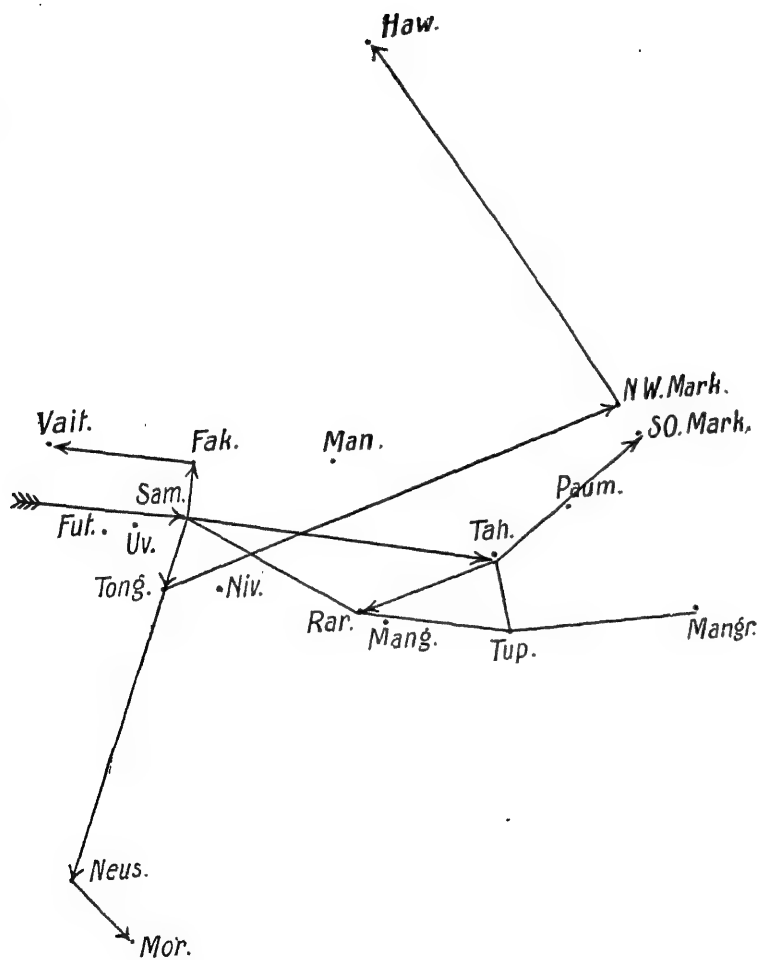 Haw.
NW. Mark.
SO. Mark.
Vait.
Fak.
Man.
Sam.
Paum.
Fut.
Uv.
Tah.
Tong.
Niv.
Rar.
Mang.
Tup.
Mangr.
Neus.
Mor.